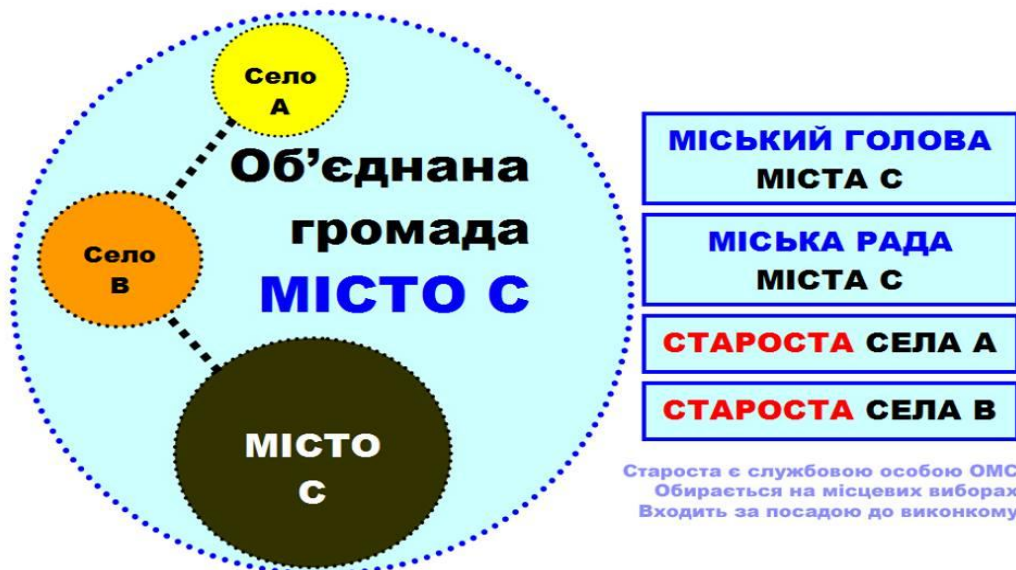 Село
А
Об’єднана
громада
МІСТО С
Село
В
МІСТО
С
МІСЬКИЙ ГОЛОВА
МІСТА С
МІСЬКА РАДА
МІСТА С
СТАРОСТА СЕЛА А
СТАРОСТА СЕЛА В
Староста є службовою особою ОМС
Обирається на місцевих виборах
Входить за посадою до виконкому